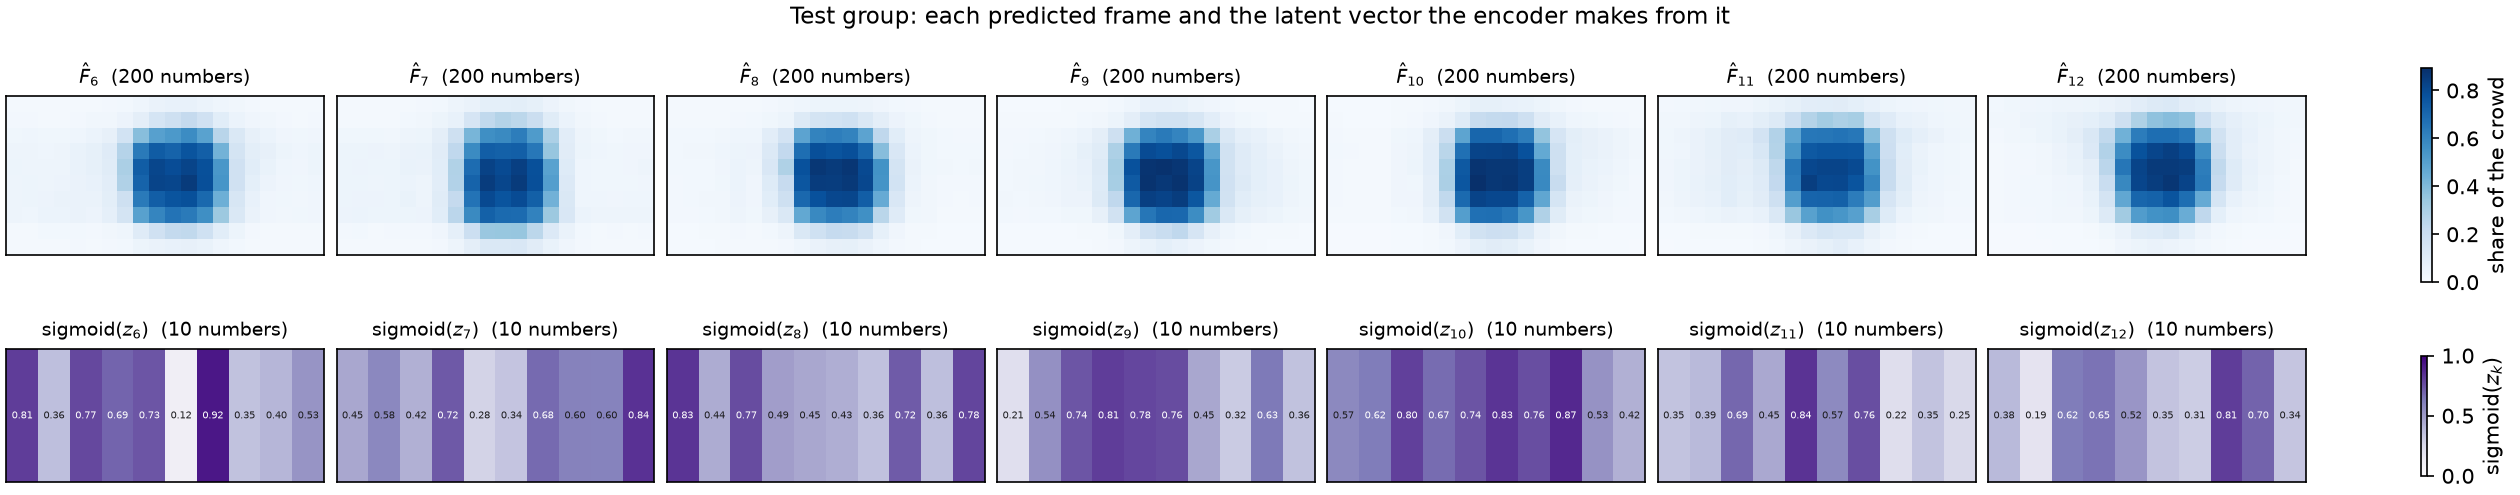 Test group: each predicted frame and the latent vector the encoder makes from it
F̂₆ (200 numbers)
F̂₇ (200 numbers)
F̂₈ (200 numbers)
F̂₉ (200 numbers)
F̂₁₀ (200 numbers)
F̂₁₁ (200 numbers)
F̂₁₂ (200 numbers)
0.8
0.6
0.4
0.2
0.0
share of the crowd
sigmoid(z₆) (10 numbers)
sigmoid(z₇) (10 numbers)
sigmoid(z₈) (10 numbers)
sigmoid(z₉) (10 numbers)
sigmoid(z₁₀) (10 numbers)
sigmoid(z₁₁) (10 numbers)
sigmoid(z₁₂) (10 numbers)
0.81 0.36 0.77 0.69 0.73 0.12 0.92 0.35 0.40 0.53
0.45 0.58 0.42 0.72 0.28 0.34 0.68 0.60 0.60 0.84
0.83 0.44 0.77 0.49 0.45 0.43 0.36 0.72 0.36 0.78
0.21 0.54 0.74 0.81 0.78 0.76 0.45 0.32 0.63 0.36
0.57 0.62 0.80 0.67 0.74 0.83 0.76 0.87 0.53 0.42
0.35 0.39 0.69 0.45 0.84 0.57 0.76 0.22 0.35 0.25
0.38 0.19 0.62 0.65 0.52 0.35 0.31 0.81 0.70 0.34
1.0
0.5
0.0
sigmoid(zₖ)